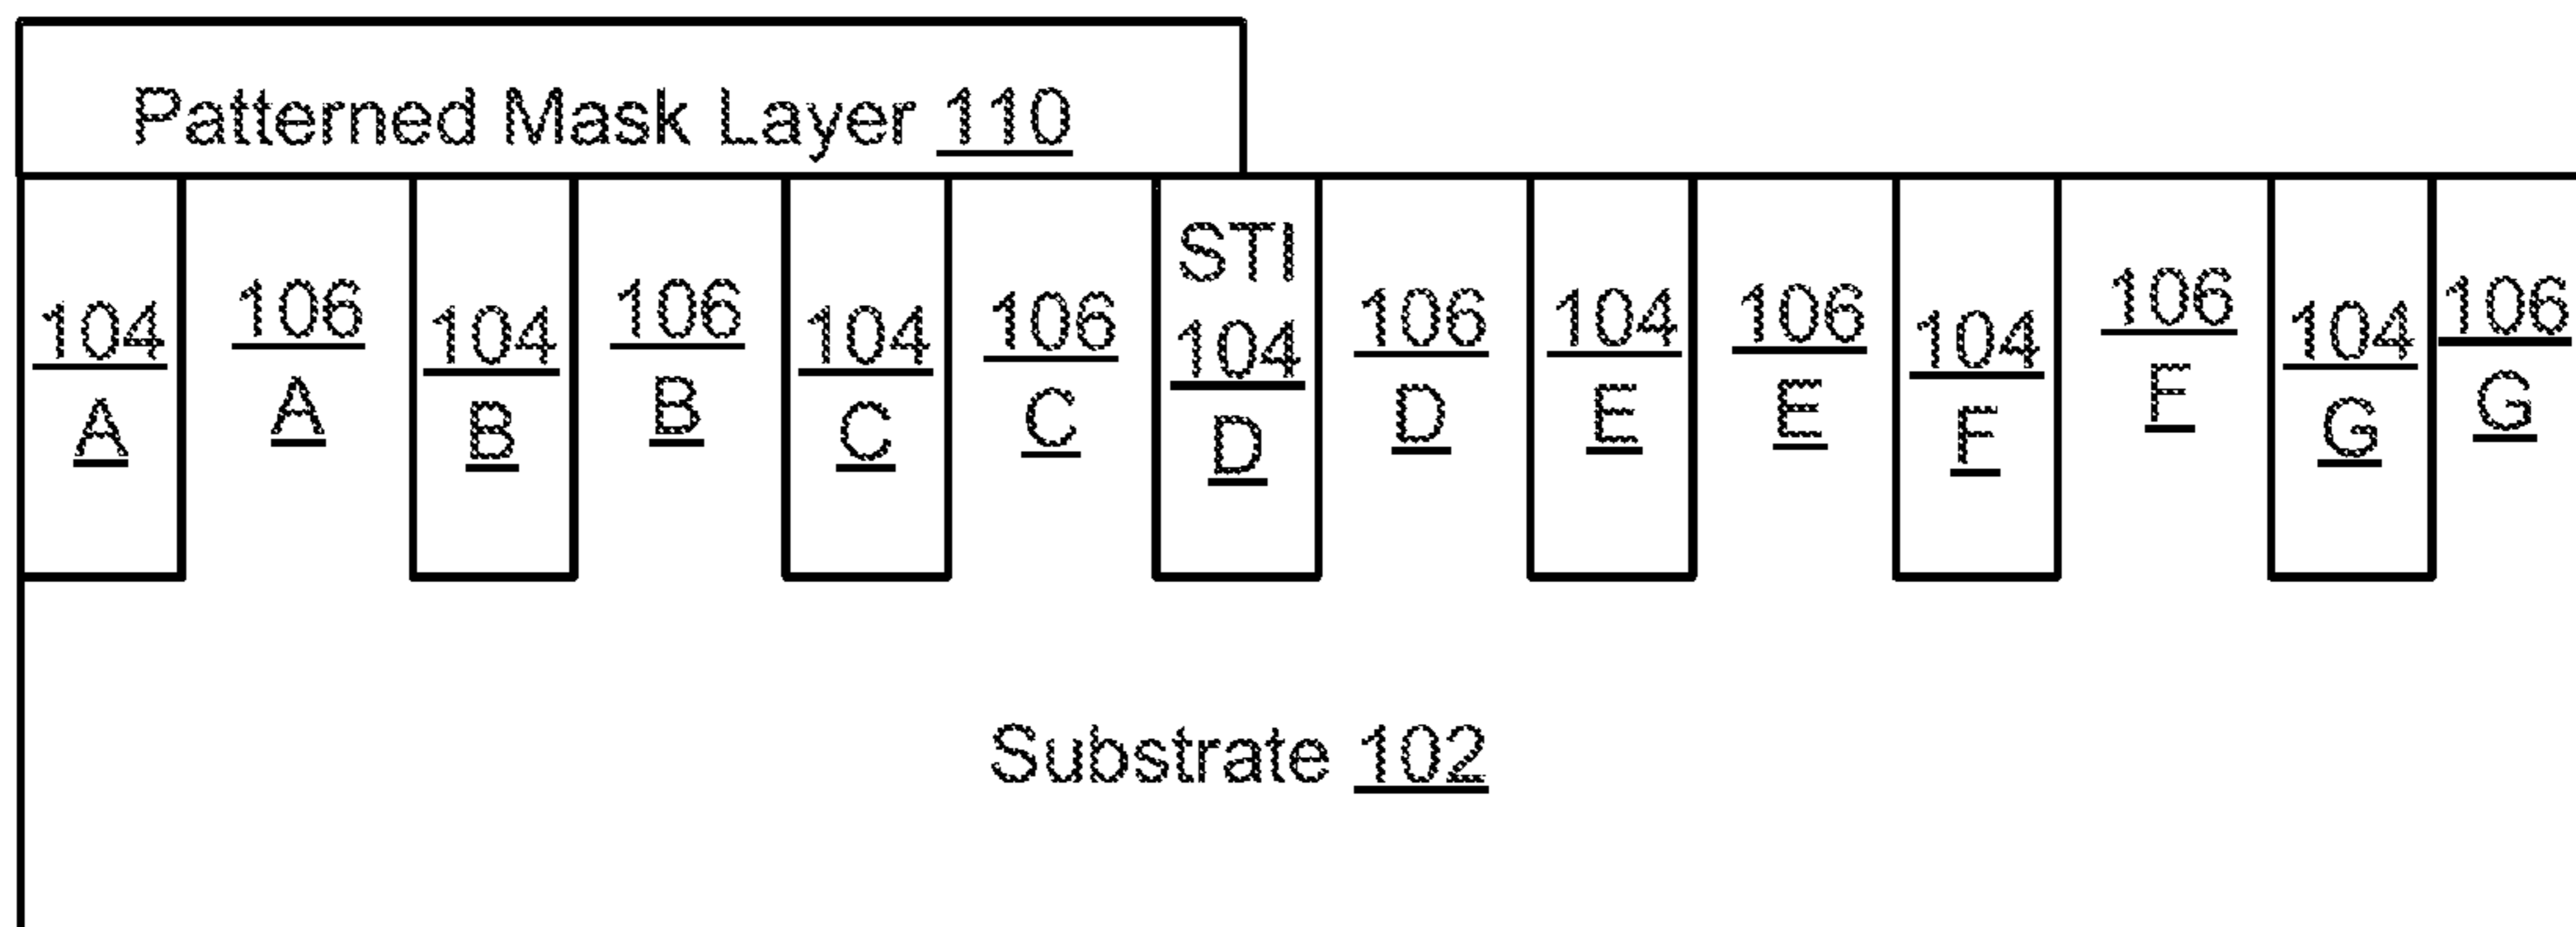 Patterned Mask Layer 110
104 A
106 A
104 B
106 B
104 C
106 C
STI 104 D
106 D
104 E
106 E
104 F
106 F
104 G
106 G
Substrate 102